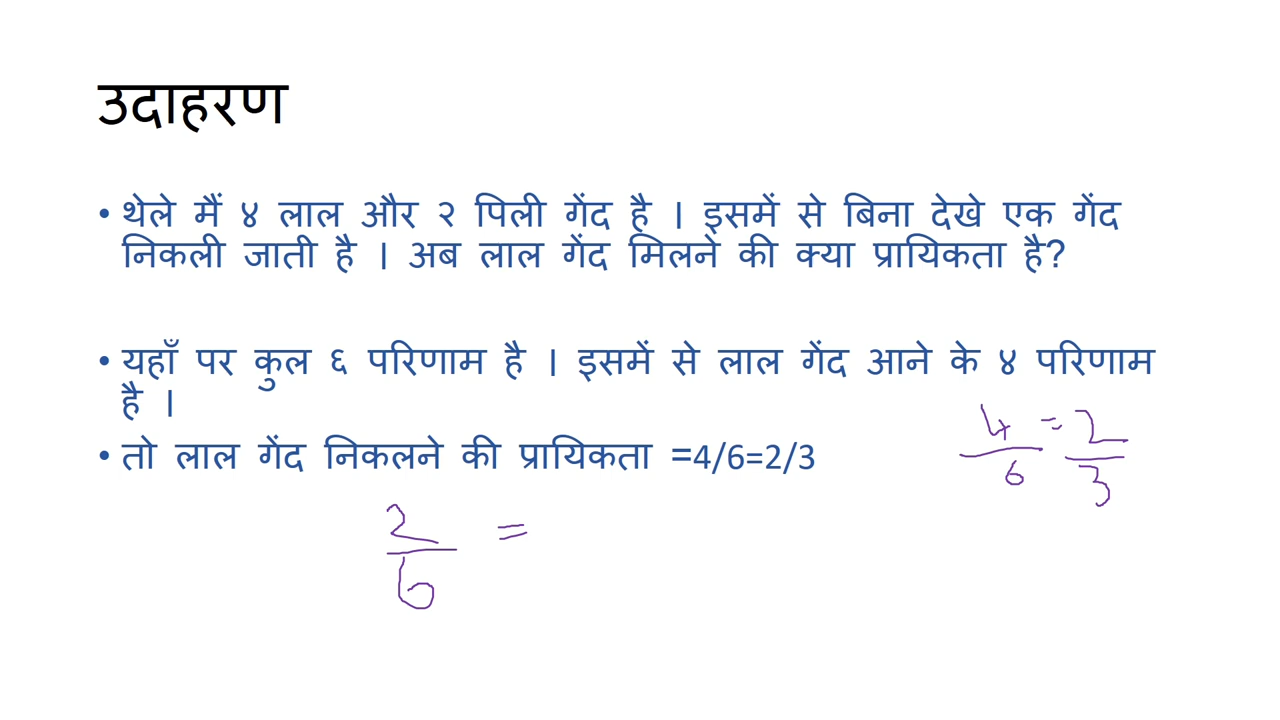 उदाहरण
• थेले मैं ४ लाल और २ पिली गेंद है । इसमें से बिना देखे एक गेंद
निकली जाती है । अब लाल गेंद मिलने की क्या प्रायिकता है?
• यहाँ पर कुल ६ परिणाम है । इसमें से लाल गेंद आने के ४ परिणाम
है ।
• तो लाल गेंद निकलने की प्रायिकता =4/6=2/3
4/6 = 2/3
2/6 =